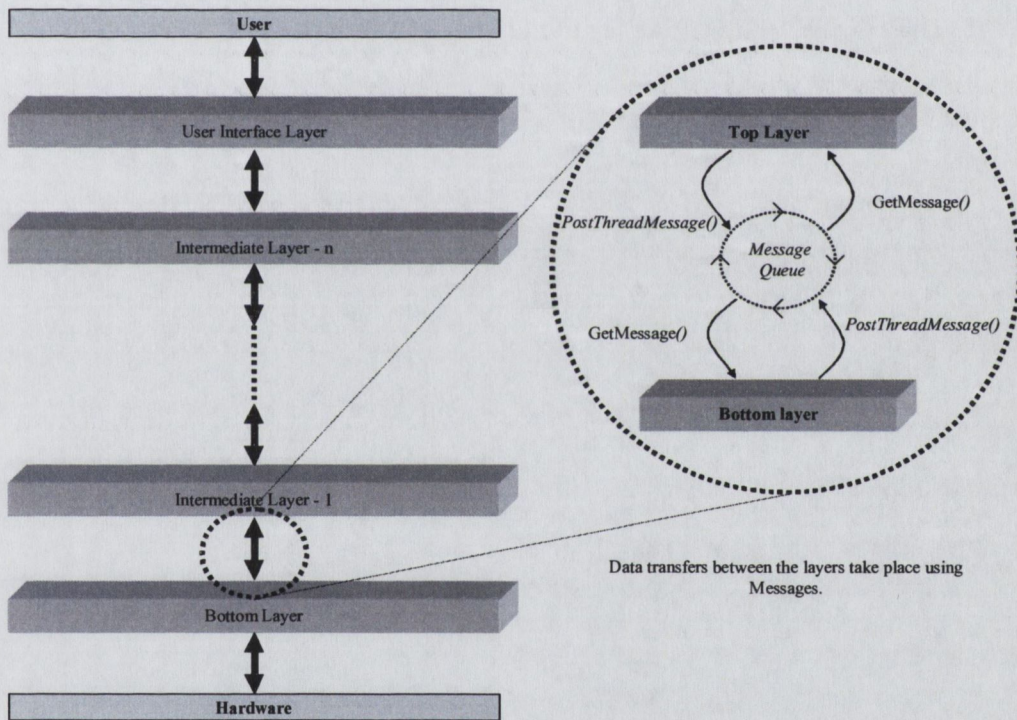 User
User Interface Layer
Intermediate Layer - n
Intermediate Layer - 1
Bottom Layer
Hardware
Top Layer
PostThreadMessage()
GetMessage()
Message
Queue
GetMessage()
PostThreadMessage()
Bottom layer
Data transfers between the layers take place using
Messages.